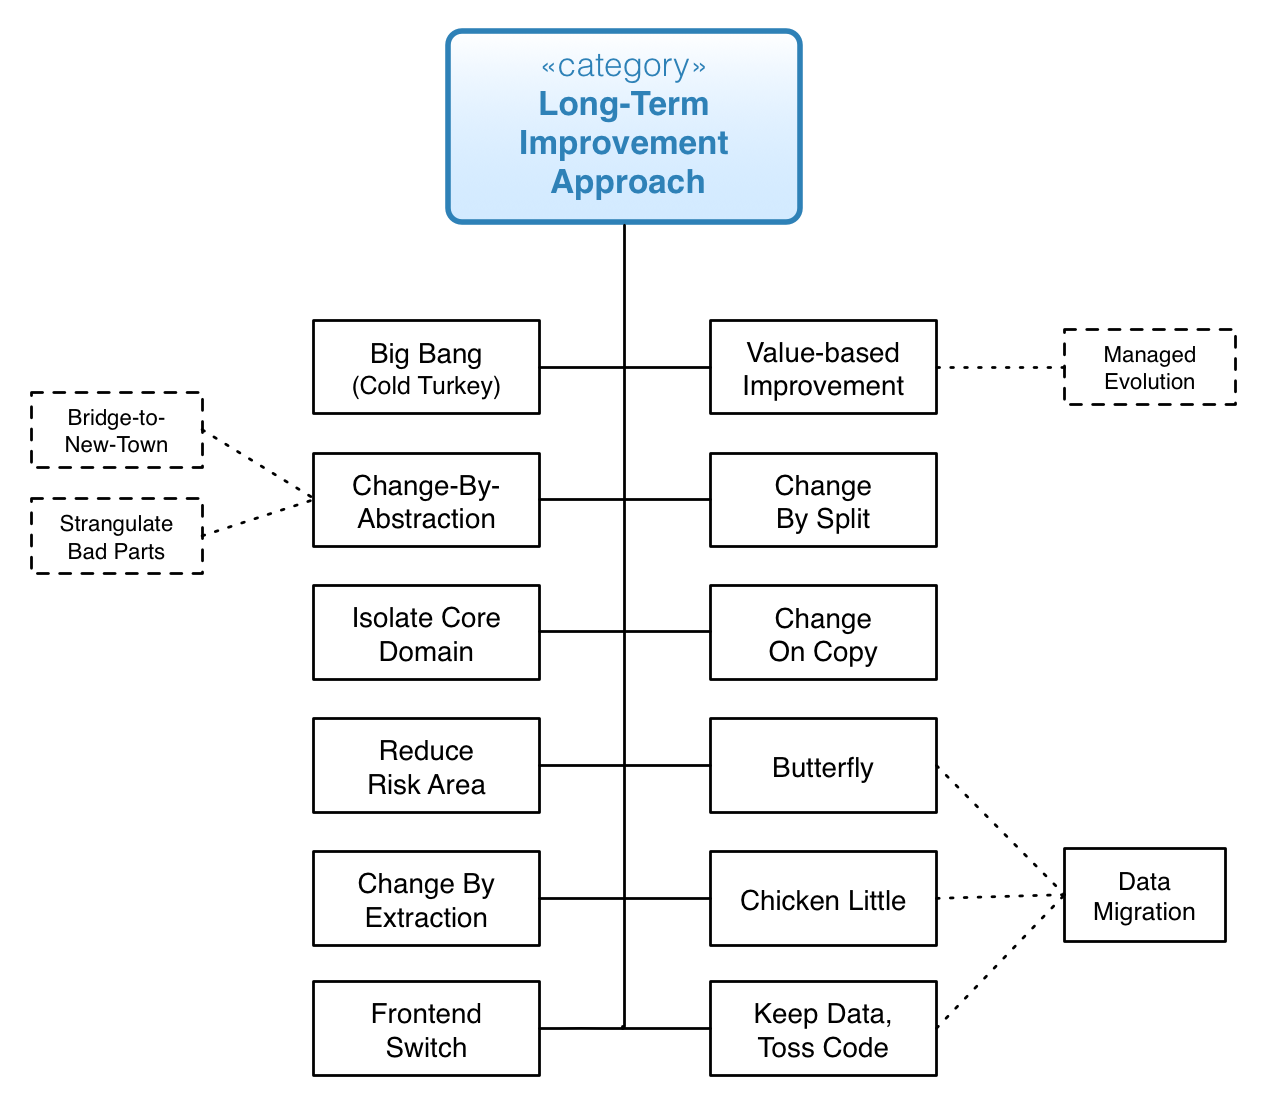 «category»
Long-Term
Improvement
Approach
Big Bang
(Cold Turkey)
Value-based
Improvement
Managed
Evolution
Bridge-to-
New-Town
Strangulate
Bad Parts
Change-By-
Abstraction
Change
By Split
Isolate Core
Domain
Change
On Copy
Reduce
Risk Area
Butterfly
Change By
Extraction
Chicken Little
Data
Migration
Frontend
Switch
Keep Data,
Toss Code